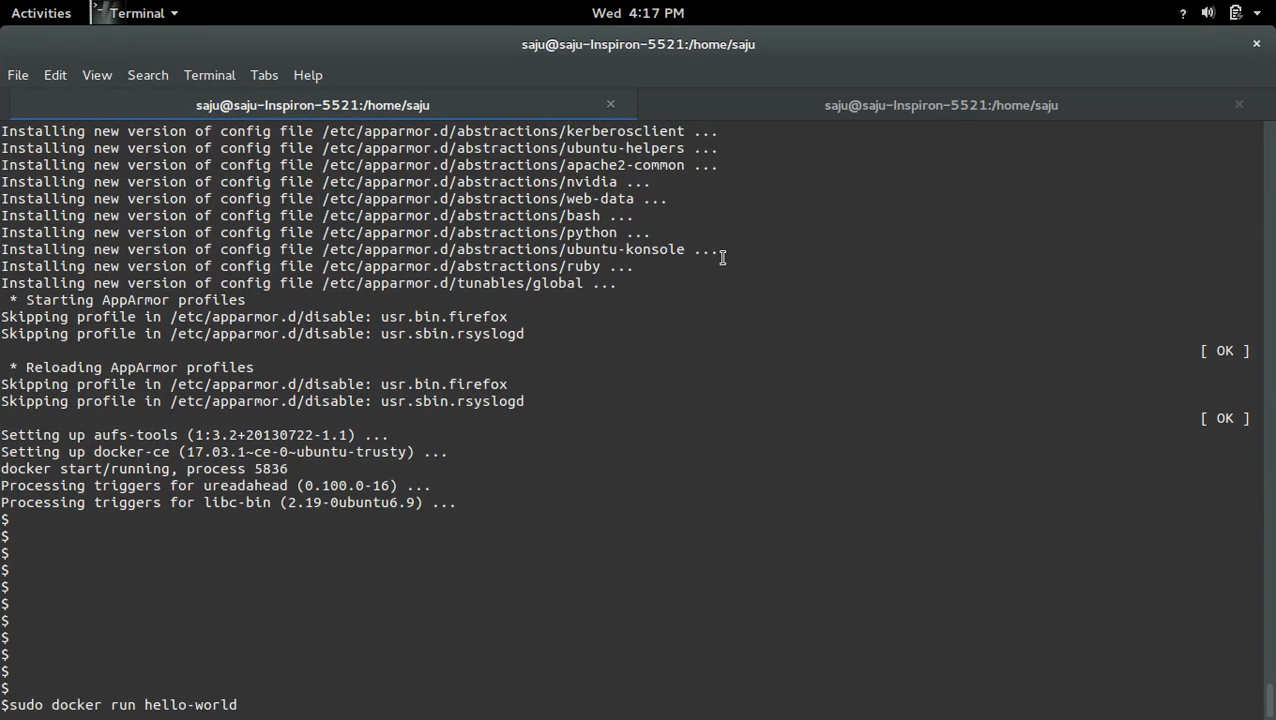 Activities Terminal Wed 4:17 PM ?
saju@saju-Inspiron-5521:/home/saju ×
File Edit View Search Terminal Tabs Help
saju@saju-Inspiron-5521:/home/saju × saju@saju-Inspiron-5521:/home/saju ×
Installing new version of config file /etc/apparmor.d/abstractions/kerberosclient ...
Installing new version of config file /etc/apparmor.d/abstractions/ubuntu-helpers ...
Installing new version of config file /etc/apparmor.d/abstractions/apache2-common ...
Installing new version of config file /etc/apparmor.d/abstractions/nvidia ...
Installing new version of config file /etc/apparmor.d/abstractions/web-data ...
Installing new version of config file /etc/apparmor.d/abstractions/bash ...
Installing new version of config file /etc/apparmor.d/abstractions/python ...
Installing new version of config file /etc/apparmor.d/abstractions/ubuntu-konsole ...
Installing new version of config file /etc/apparmor.d/abstractions/ruby ...
Installing new version of config file /etc/apparmor.d/tunables/global ...
* Starting AppArmor profiles
Skipping profile in /etc/apparmor.d/disable: usr.bin.firefox
Skipping profile in /etc/apparmor.d/disable: usr.sbin.rsyslogd
[ OK ]
* Reloading AppArmor profiles
Skipping profile in /etc/apparmor.d/disable: usr.bin.firefox
Skipping profile in /etc/apparmor.d/disable: usr.sbin.rsyslogd
[ OK ]
Setting up aufs-tools (1:3.2+20130722-1.1) ...
Setting up docker-ce (17.03.1~ce-0~ubuntu-trusty) ...
docker start/running, process 5836
Processing triggers for ureadahead (0.100.0-16) ...
Processing triggers for libc-bin (2.19-0ubuntu6.9) ...
$
$
$
$
$
$
$
$
$
$
$
$sudo docker run hello-world